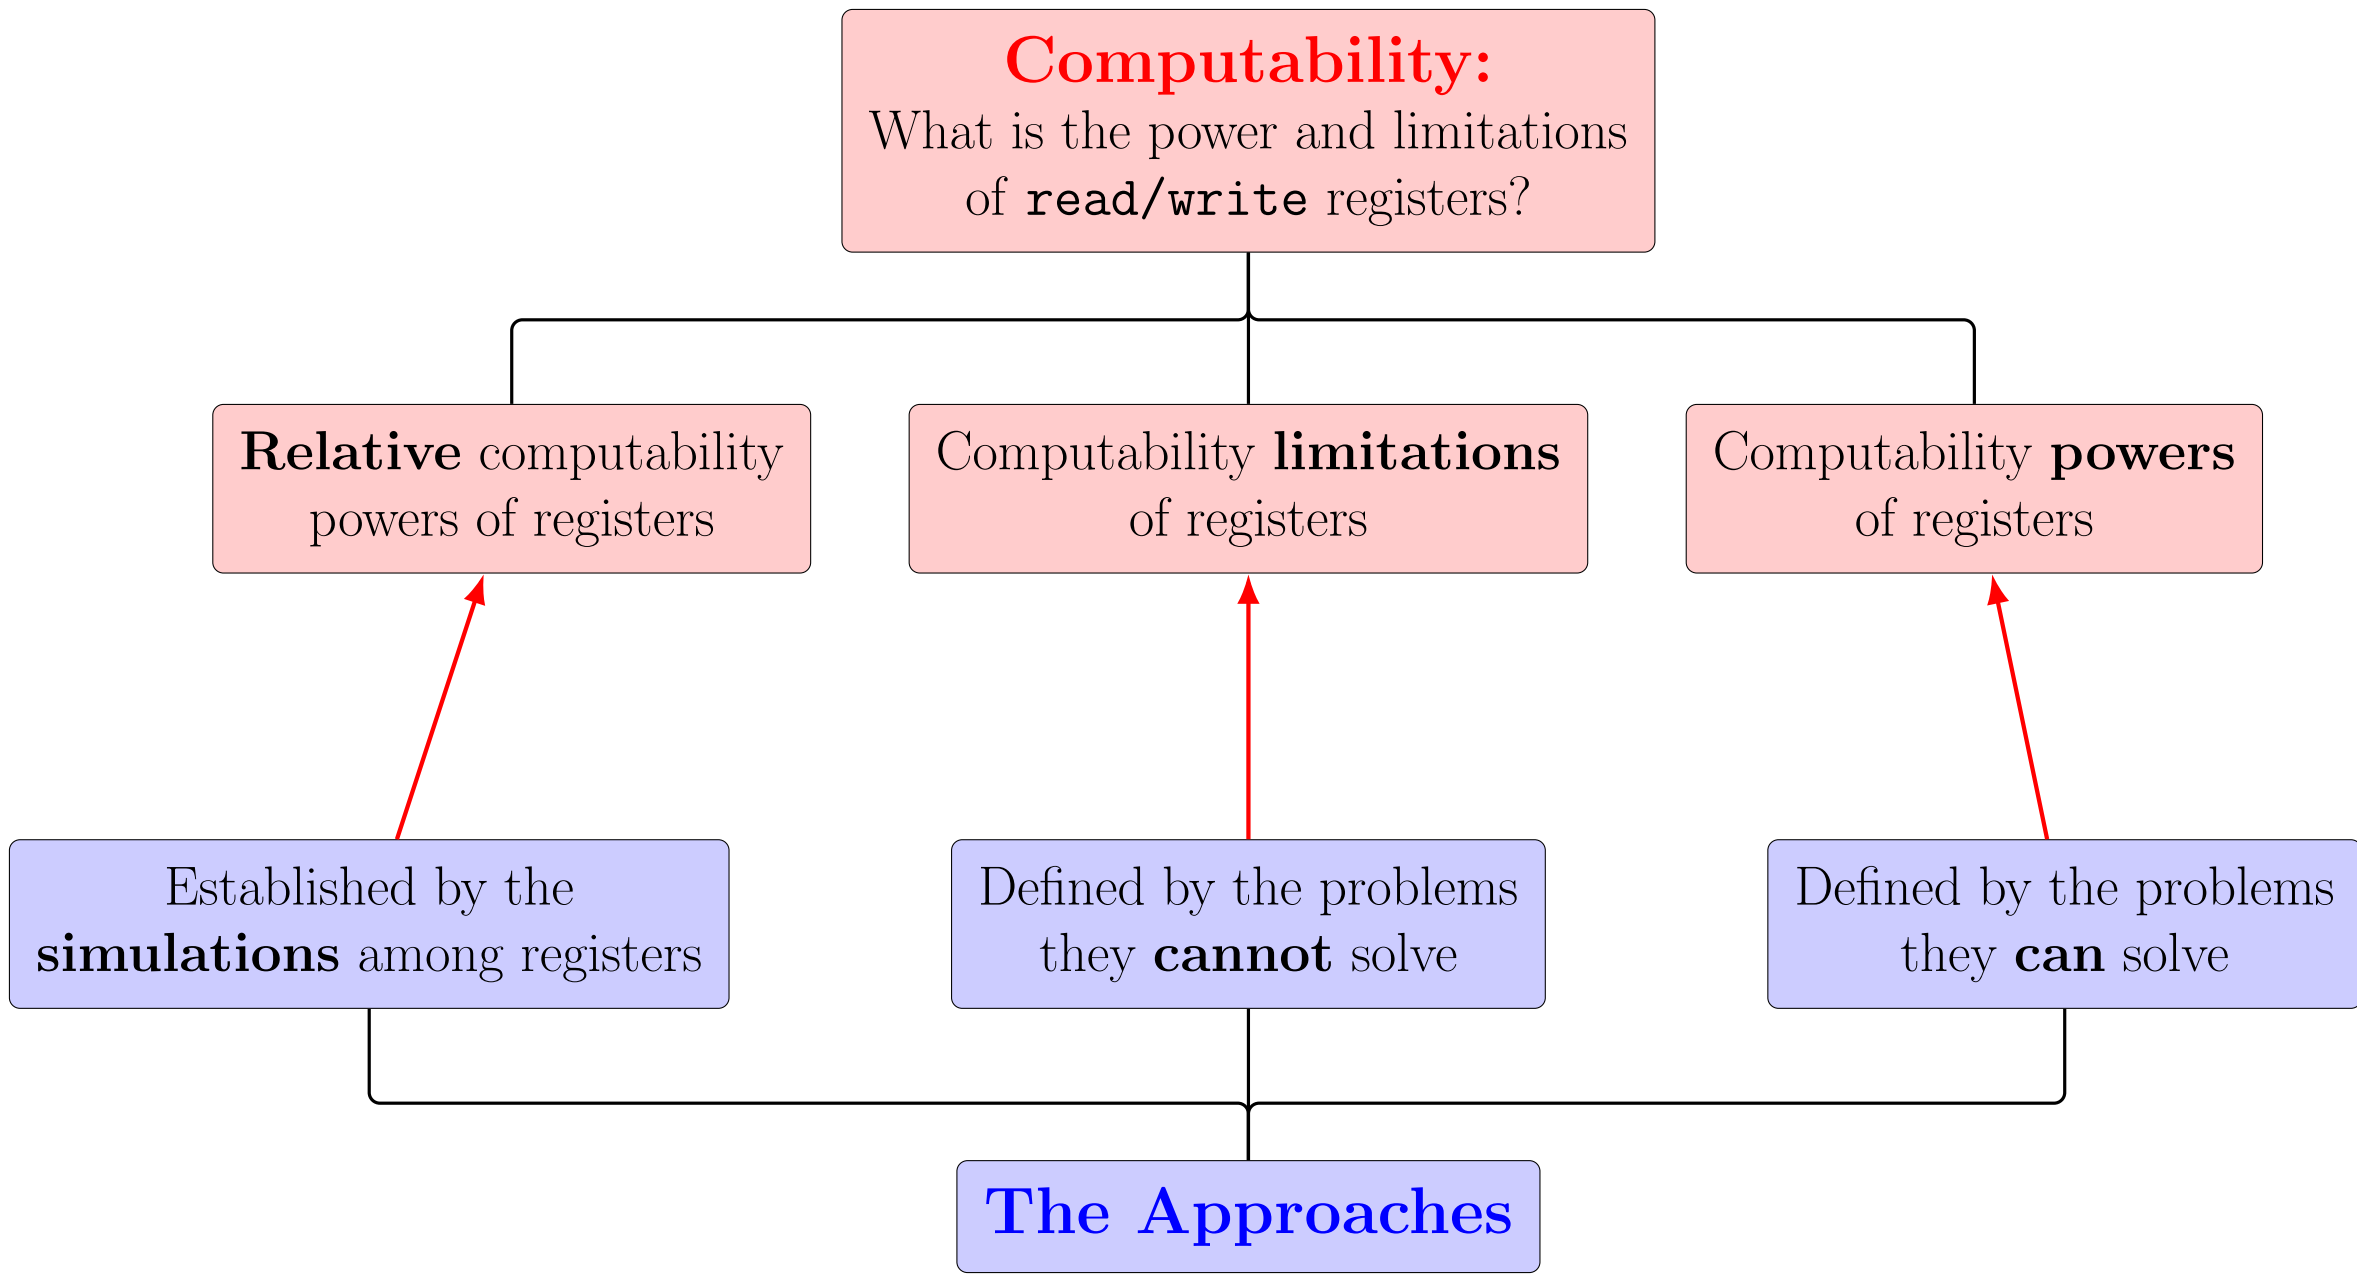 Computability:
What is the power and limitations
of read/write registers?
Relative computability
powers of registers
Computability limitations
of registers
Computability powers
of registers
Established by the
simulations among registers
Defined by the problems
they cannot solve
Defined by the problems
they can solve
The Approaches